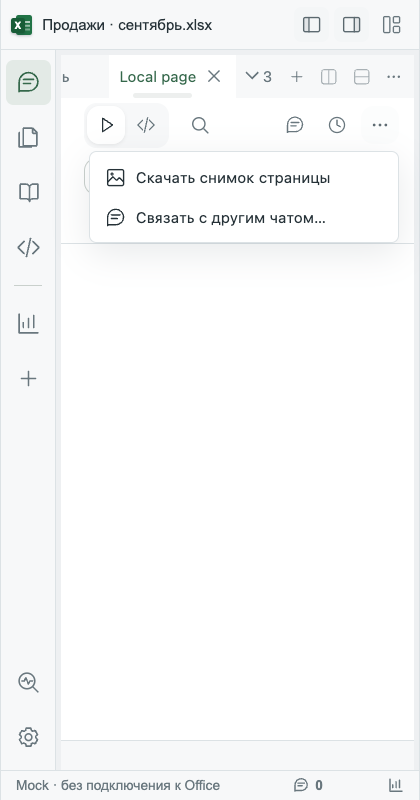 Продажи · сентябрь.xlsx
ь
Local page
3
Скачать снимок страницы
Связать с другим чатом...
Mock · без подключения к Office
0